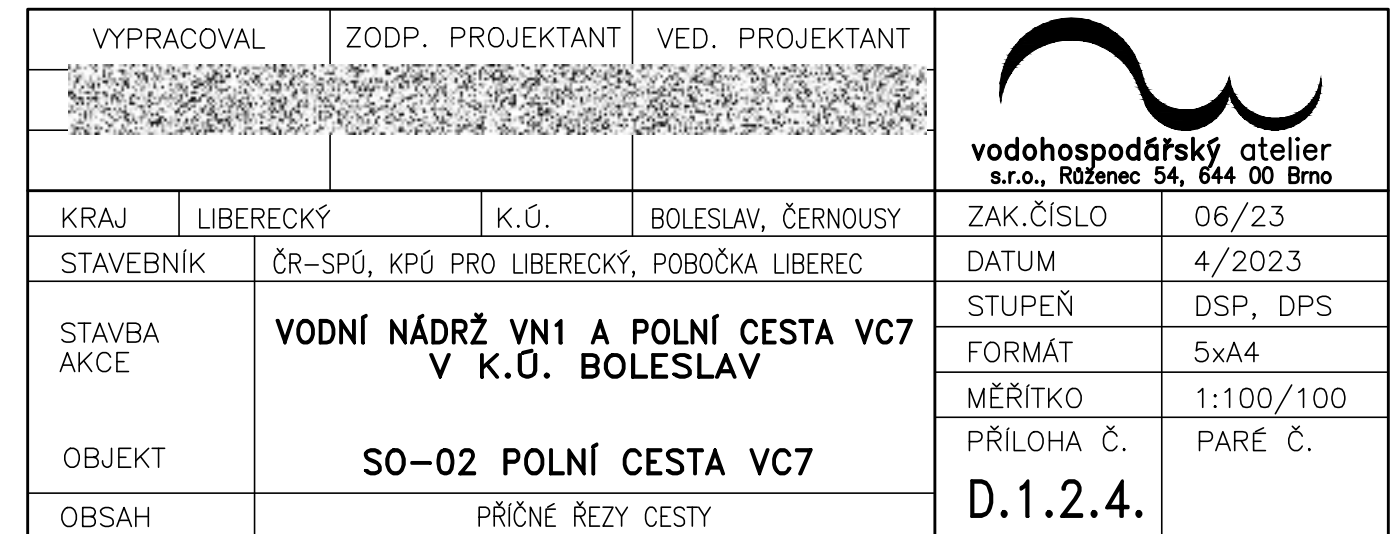 VYPRACOVAL ZODP. PROJEKTANT VED. PROJEKTANT
vodohospodářský atelier
s.r.o., Růženec 54, 644 00 Brno
KRAJ LIBERECKÝ K.Ú. BOLESLAV, ČERNOUSY ZAK.ČÍSLO 06/23
STAVEBNÍK ČR-SPÚ, KPÚ PRO LIBERECKÝ, POBOČKA LIBEREC DATUM 4/2023
STUPEŇ DSP, DPS
STAVBA
AKCE
VODNÍ NÁDRŽ VN1 A POLNÍ CESTA VC7
V K.Ú. BOLESLAV
FORMÁT 5xA4
MĚŘÍTKO 1:100/100
OBJEKT SO-02 POLNÍ CESTA VC7
PŘÍLOHA Č. PARÉ Č.
D.1.2.4.
OBSAH PŘÍČNÉ ŘEZY CESTY